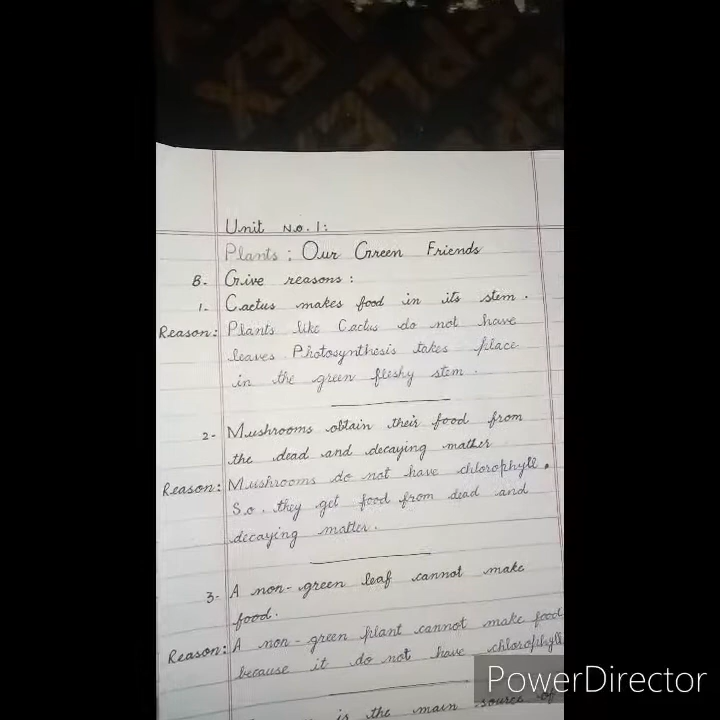 Unit No. 1:
Plants: Our Green Friends
B. Give reasons:
1- Cactus makes food in its stem.
Reason: Plants like Cactus do not have
leaves. Photosynthesis takes place
in the green fleshy stem.
2- Mushrooms obtain their food from
the dead and decaying matter
Reason: Mushrooms do not have chlorophyll.
So, they get food from dead and
decaying matter.
3- A non-green leaf cannot make
food.
Reason: A non-green plant cannot make food
because it do not have chlorophyll
is the main source of
PowerDirector